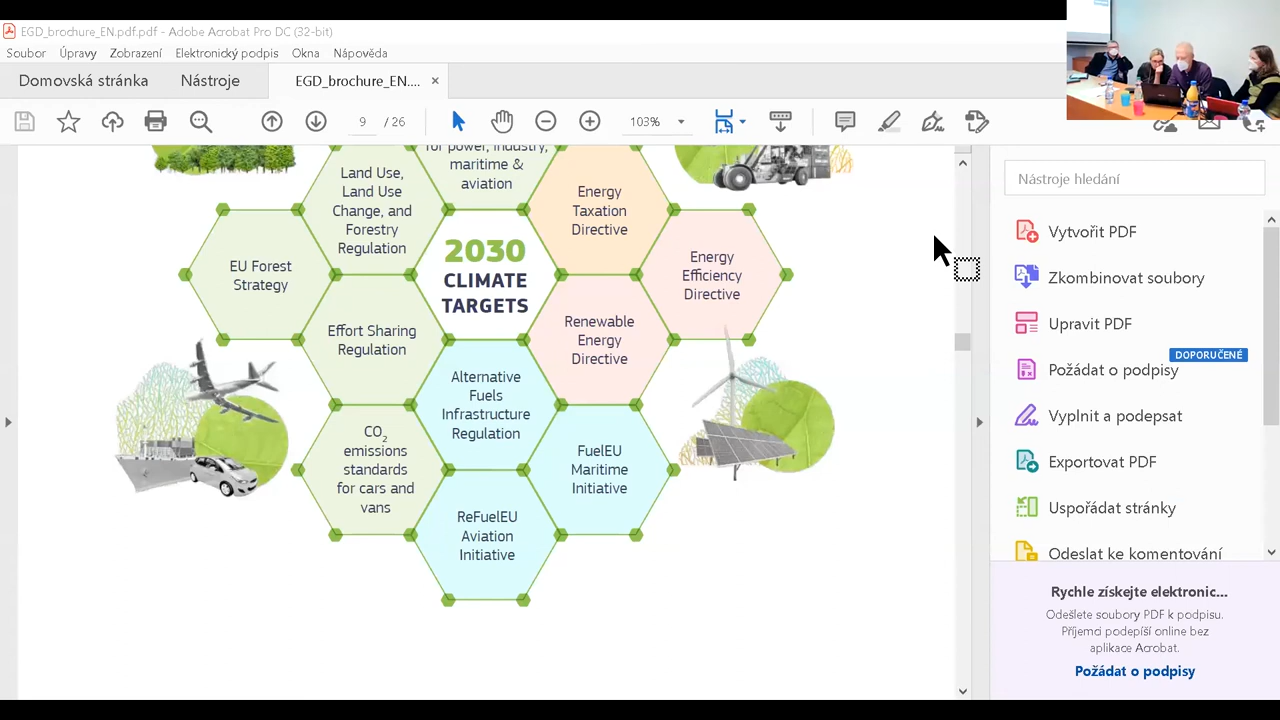 EGD_brochure_EN.pdf.pdf - Adobe Acrobat Pro DC (32-bit)
Soubor Úpravy Zobrazení Elektronický podpis Okna Nápověda
Domovská stránka Nástroje EGD_brochure_EN.... ×
9 / 26 103%
for power, industry,
maritime &
aviation
Land Use,
Land Use
Change, and
Forestry
Regulation
Energy
Taxation
Directive
EU Forest
Strategy
2030
CLIMATE
TARGETS
Energy
Efficiency
Directive
Effort Sharing
Regulation
Renewable
Energy
Directive
Alternative
Fuels
Infrastructure
Regulation
CO2
emissions
standards
for cars and
vans
FuelEU
Maritime
Initiative
ReFuelEU
Aviation
Initiative
Nástroje hledání
Vytvořit PDF
Zkombinovat soubory
Upravit PDF
DOPORUČENÉ
Požádat o podpisy
Vyplnit a podepsat
Exportovat PDF
Uspořádat stránky
Odeslat ke komentování
Rychle získejte elektronic...
Odešlete soubory PDF k podpisu.
Příjemci podepíší online bez
aplikace Acrobat.
Požádat o podpisy